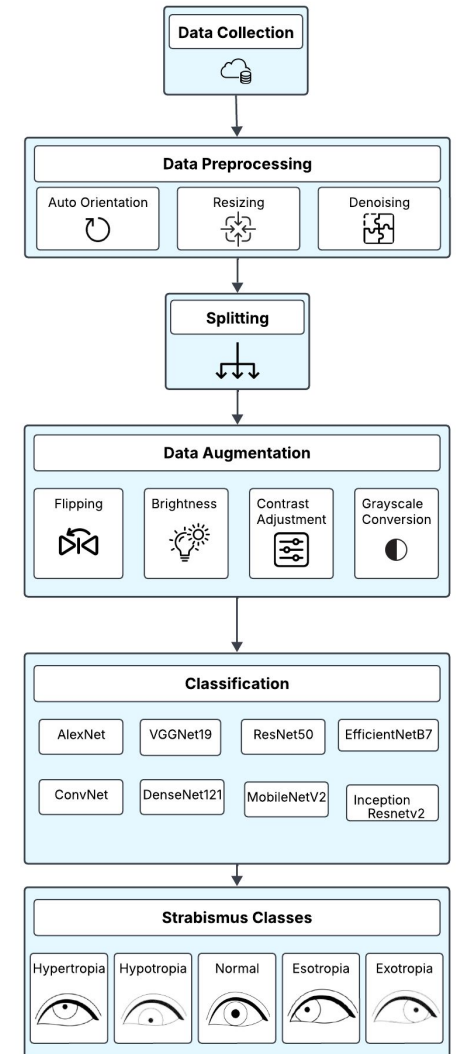 Data Collection
Data Preprocessing
Auto Orientation
Resizing
Denoising
Splitting
Data Augmentation
Flipping
Brightness
Contrast
Adjustment
Grayscale
Conversion
Classification
AlexNet
VGGNet19
ResNet50
EfficientNetB7
ConvNet
DenseNet121
MobileNetV2
Inception
Resnetv2
Strabismus Classes
Hypertropia
Hypotropia
Normal
Esotropia
Exotropia